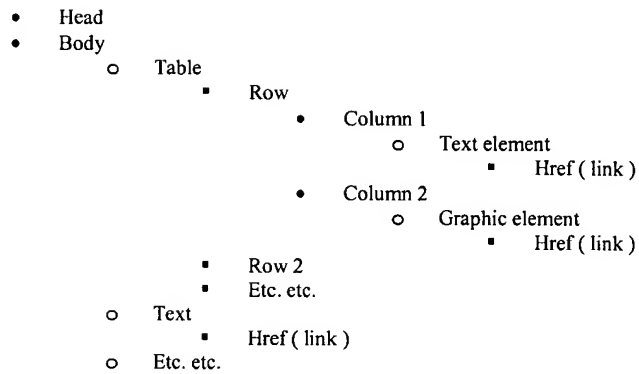 • Head
• Body
o Table
▪ Row
• Column 1
o Text element
▪ Href ( link )
• Column 2
o Graphic element
▪ Href ( link )
▪ Row 2
▪ Etc. etc.
o Text
▪ Href ( link )
o Etc. etc.